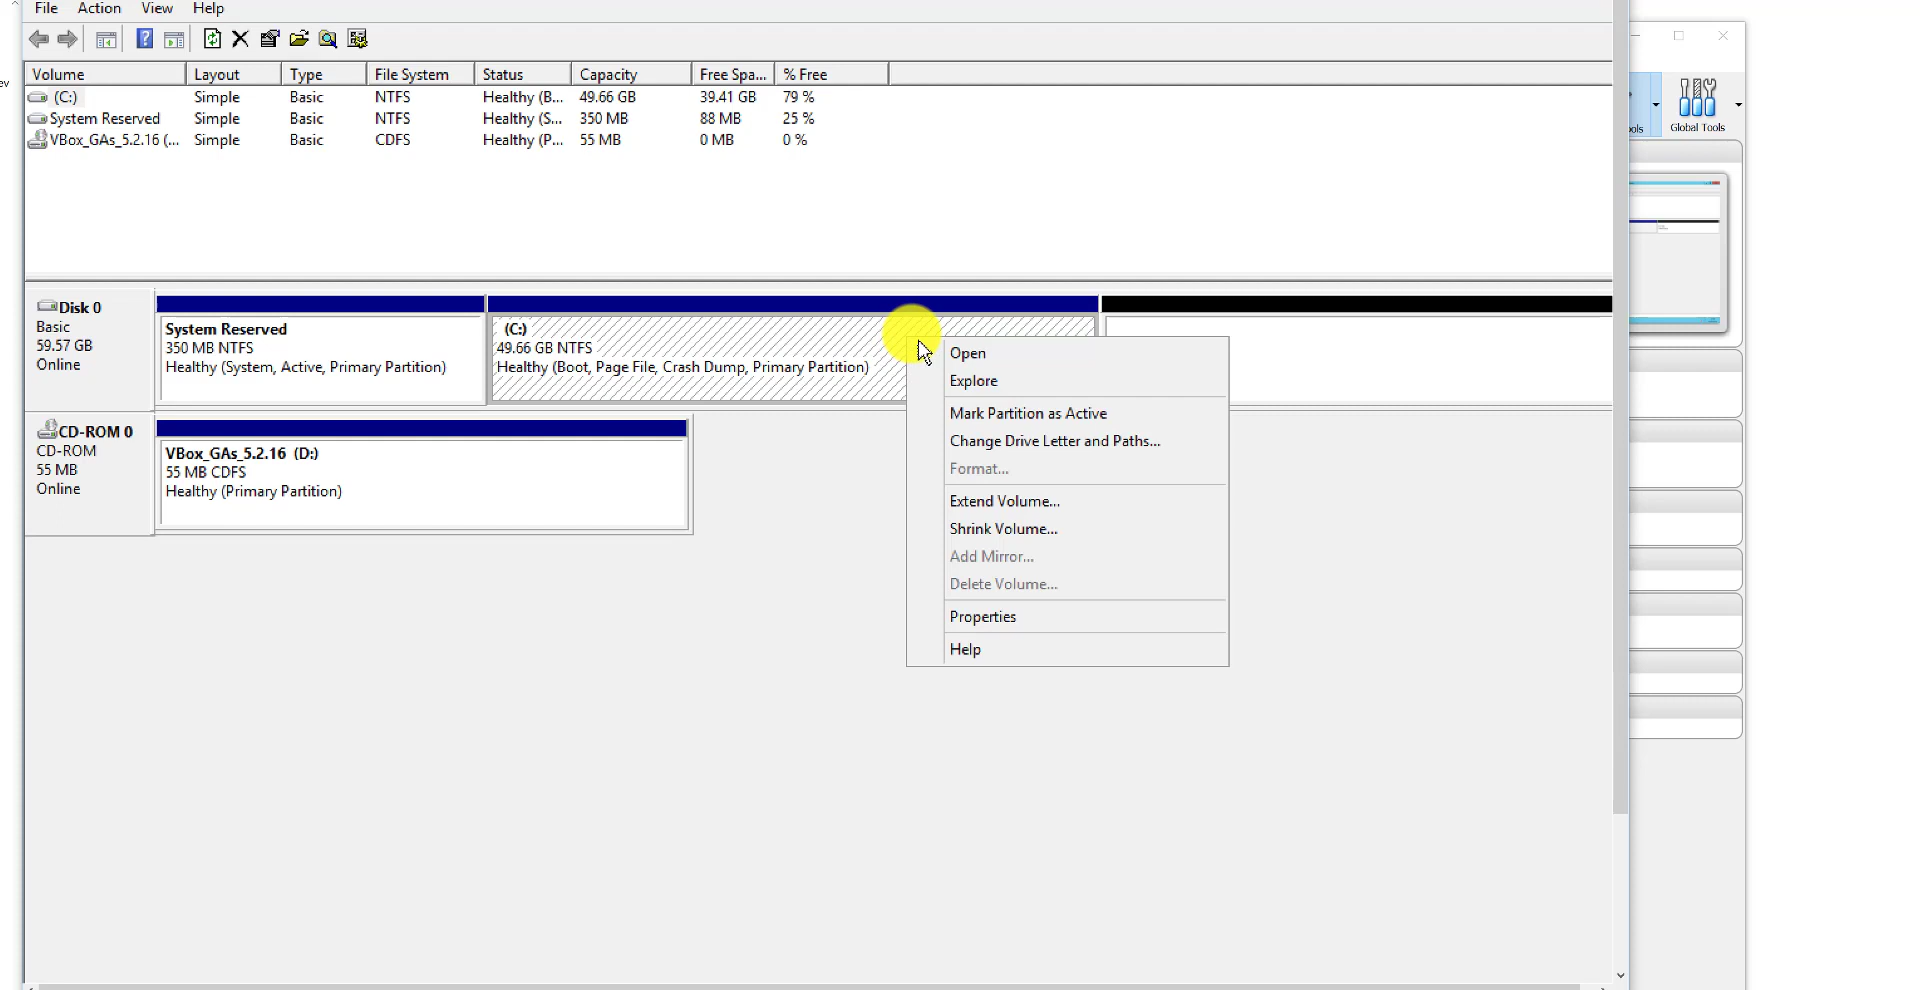 File Action View Help
ev
Volume Layout Type File System Status Capacity Free Spa... % Free
(C:) Simple Basic NTFS Healthy (B... 49.66 GB 39.41 GB 79 %
System Reserved Simple Basic NTFS Healthy (S... 350 MB 88 MB 25 %
VBox_GAs_5.2.16 (... Simple Basic CDFS Healthy (P... 55 MB 0 MB 0 %
ols Global Tools
Disk 0
Basic
59.57 GB
Online
System Reserved
350 MB NTFS
Healthy (System, Active, Primary Partition)
(C:)
49.66 GB NTFS
Healthy (Boot, Page File, Crash Dump, Primary Partition)
CD-ROM 0
CD-ROM
55 MB
Online
VBox_GAs_5.2.16 (D:)
55 MB CDFS
Healthy (Primary Partition)
Open
Explore
Mark Partition as Active
Change Drive Letter and Paths...
Format...
Extend Volume...
Shrink Volume...
Add Mirror...
Delete Volume...
Properties
Help